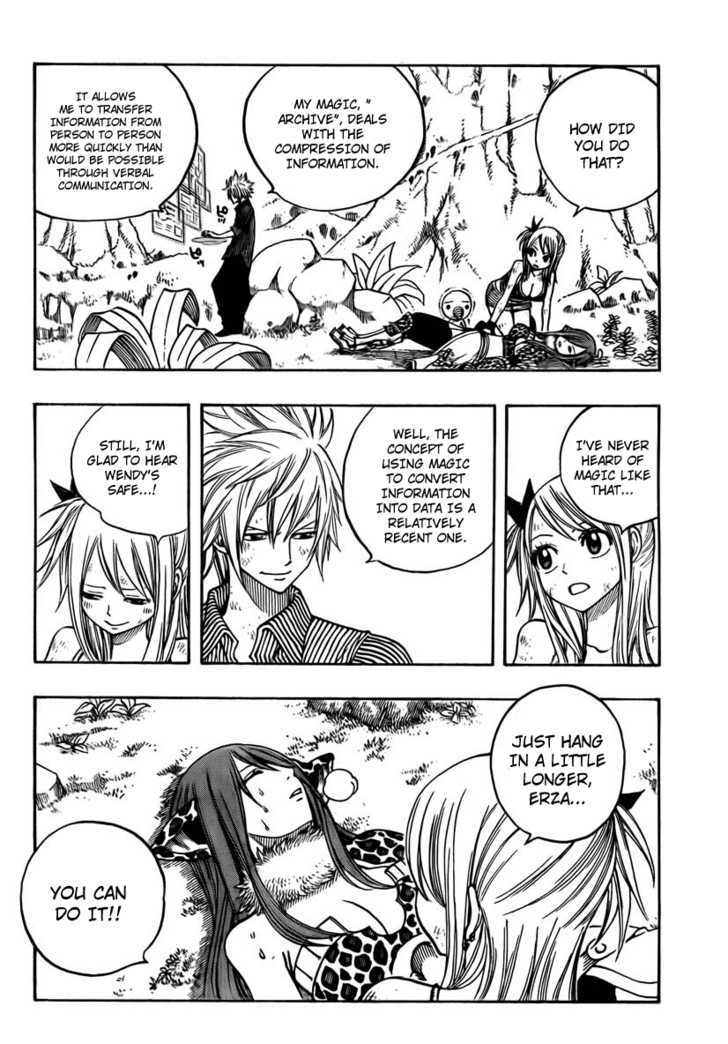 HOW DID
YOU DO
THAT?
MY MAGIC, "
ARCHIVE", DEALS
WITH THE
COMPRESSION OF
INFORMATION.
IT ALLOWS
ME TO TRANSFER
INFORMATION FROM
PERSON TO PERSON
MORE QUICKLY THAN
WOULD BE POSSIBLE
THROUGH VERBAL
COMMUNICATION.
I'VE NEVER
HEARD OF
MAGIC LIKE
THAT...
WELL, THE
CONCEPT OF
USING MAGIC
TO CONVERT
INFORMATION
INTO DATA IS A
RELATIVELY
RECENT ONE.
STILL, I'M
GLAD TO HEAR
WENDY'S
SAFE...!
JUST HANG
IN A LITTLE
LONGER,
ERZA...
YOU CAN
DO IT!!